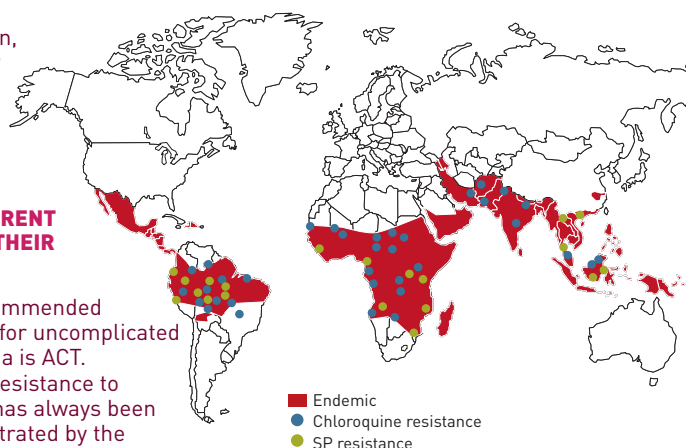 n,
RENT
THEIR
mmended
for uncomplicated
a is ACT.
resistance to
has always been
trated by the
Endemic
Chloroquine resistance
SP resistance